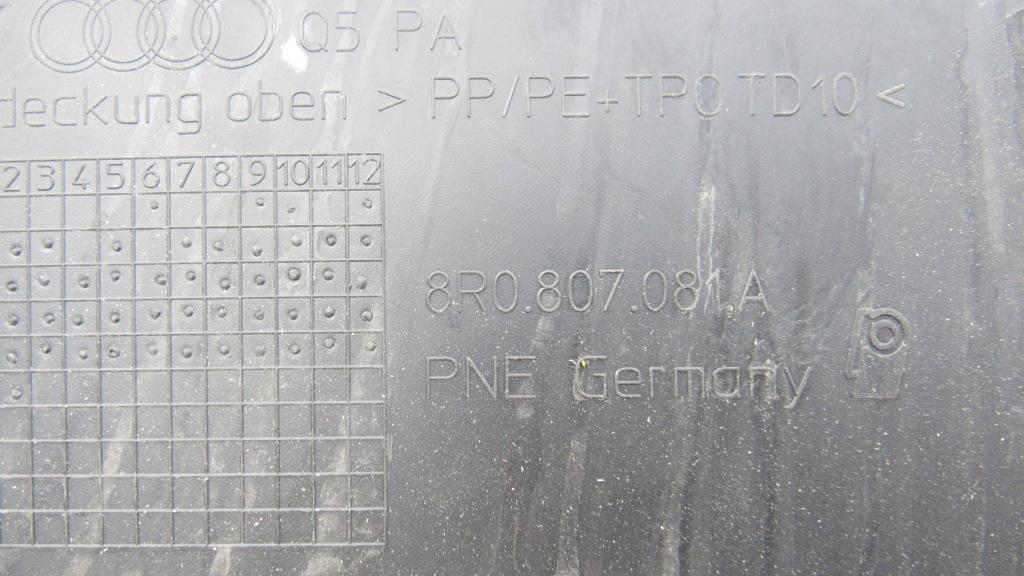 Q5 PA
deckung oben > PP/PE+TPO TD10 <
2 3 4 5 6 7 8 9 10 11 12
8R0.807.081.A
PNE Germany